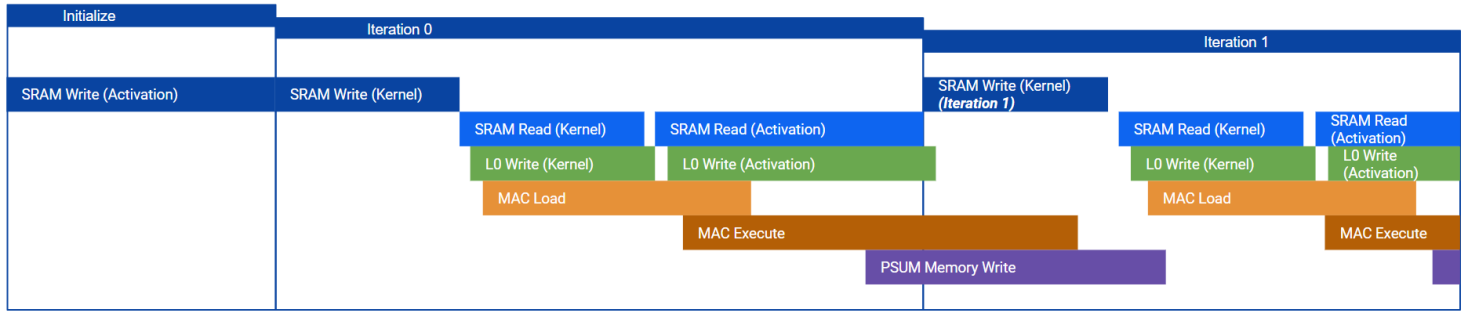 Initialize
Iteration 0
Iteration 1
SRAM Write (Activation)
SRAM Write (Kernel)
SRAM Write (Kernel)
(Iteration 1)
SRAM Read (Kernel)
SRAM Read (Activation)
SRAM Read (Kernel)
SRAM Read
(Activation)
L0 Write (Kernel)
L0 Write (Activation)
L0 Write (Kernel)
L0 Write
(Activation)
MAC Load
MAC Load
MAC Execute
MAC Execute
PSUM Memory Write